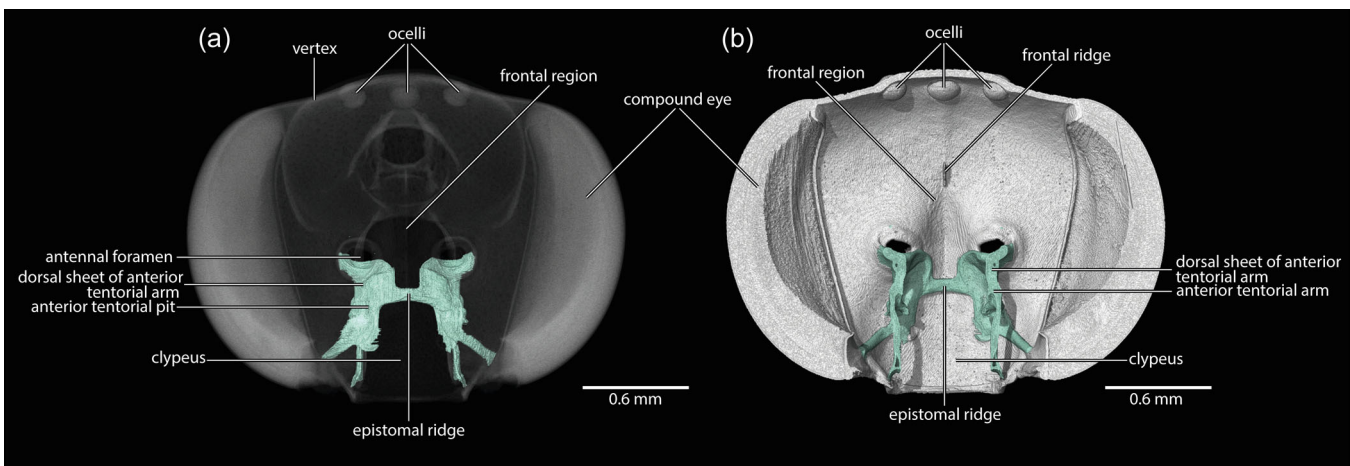 (a)
ocelli
vertex
frontal region
compound eye
antennal foramen
dorsal sheet of anterior
tentorial arm
anterior tentorial pit
clypeus
epistomal ridge
0.6 mm
(b)
ocelli
frontal region
frontal ridge
dorsal sheet of anterior
tentorial arm
anterior tentorial arm
clypeus
epistomal ridge
0.6 mm